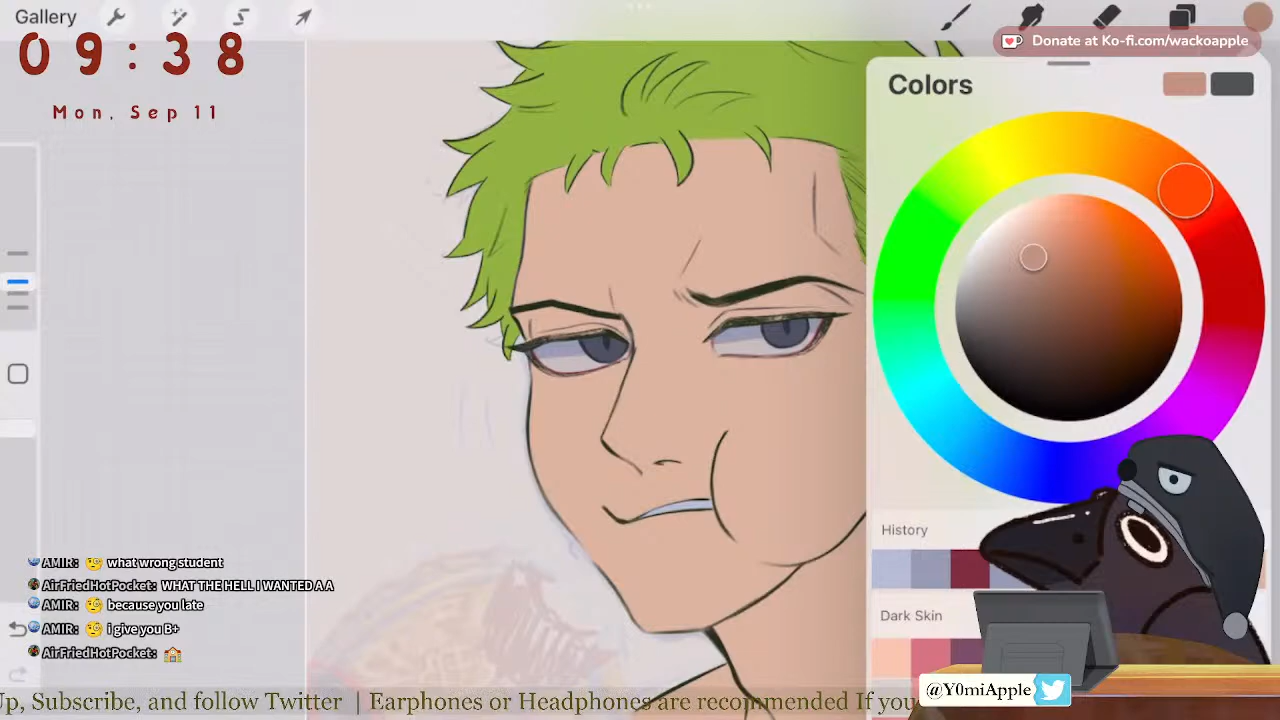 Gallery
Donate at Ko-fi.com/wackoapple
09:38
Mon, Sep 11
Colors
History
Dark Skin
AMIR: what wrong student
AirFriedHotPocket: WHAT THE HELL I WANTED A A
AMIR: because you late
AMIR: i give you B+
AirFriedHotPocket:
@Y0miApple
Up, Subscribe, and follow Twitter | Earphones or Headphones are recommended If you